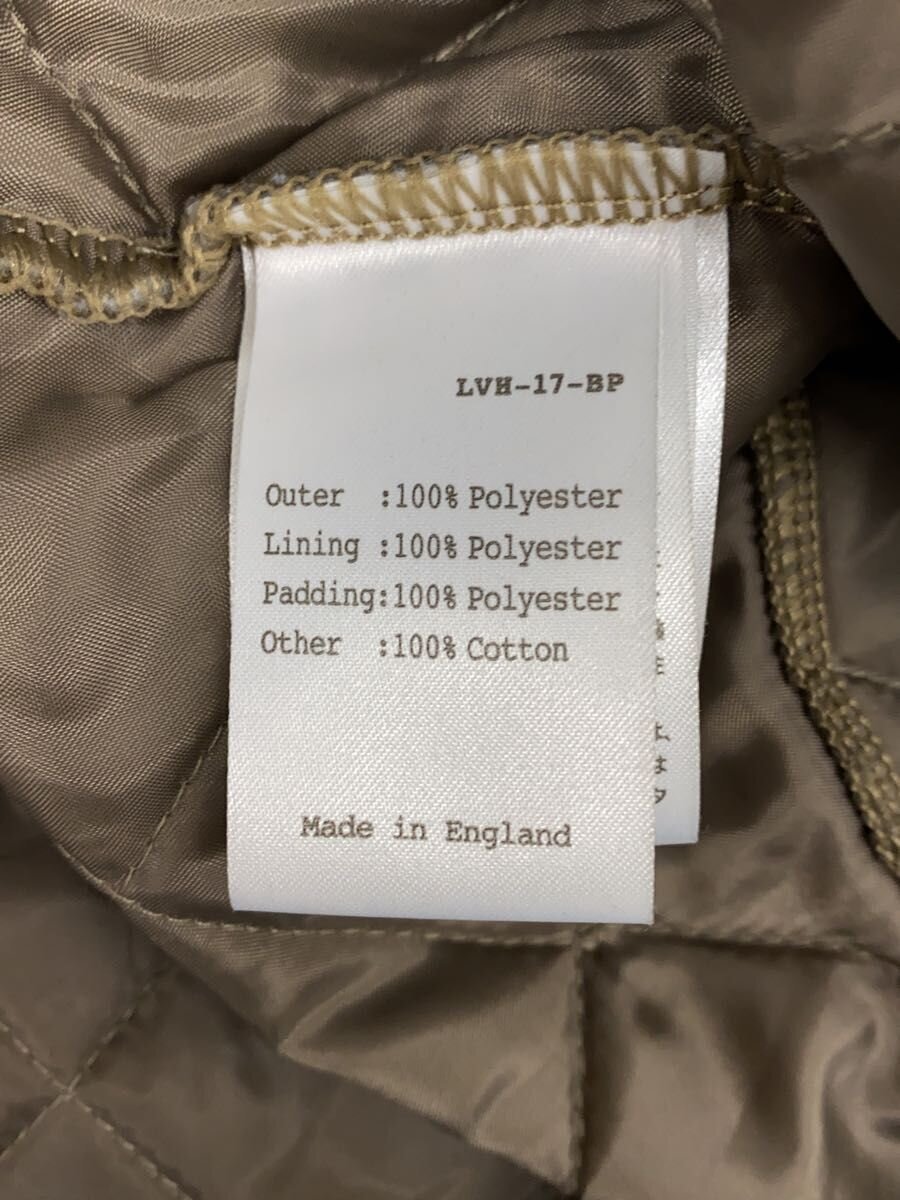 LVH-17-BP
Outer :100% Polyester
Lining :100% Polyester
Padding:100% Polyester
Other :100% Cotton
Made in England